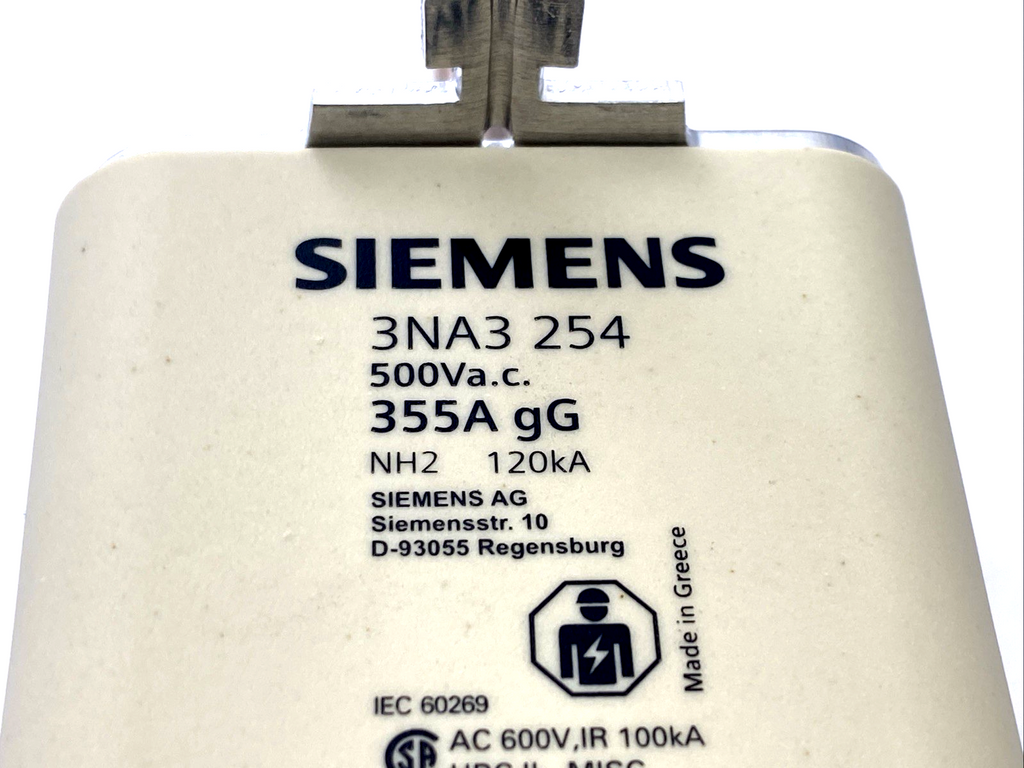 SIEMENS
3NA3 254
500Va.c.
355A gG
NH2 120kA
SIEMENS AG
Siemensstr. 10
D-93055 Regensburg
Made in Greece
IEC 60269
SA AC 600V,IR 100kA